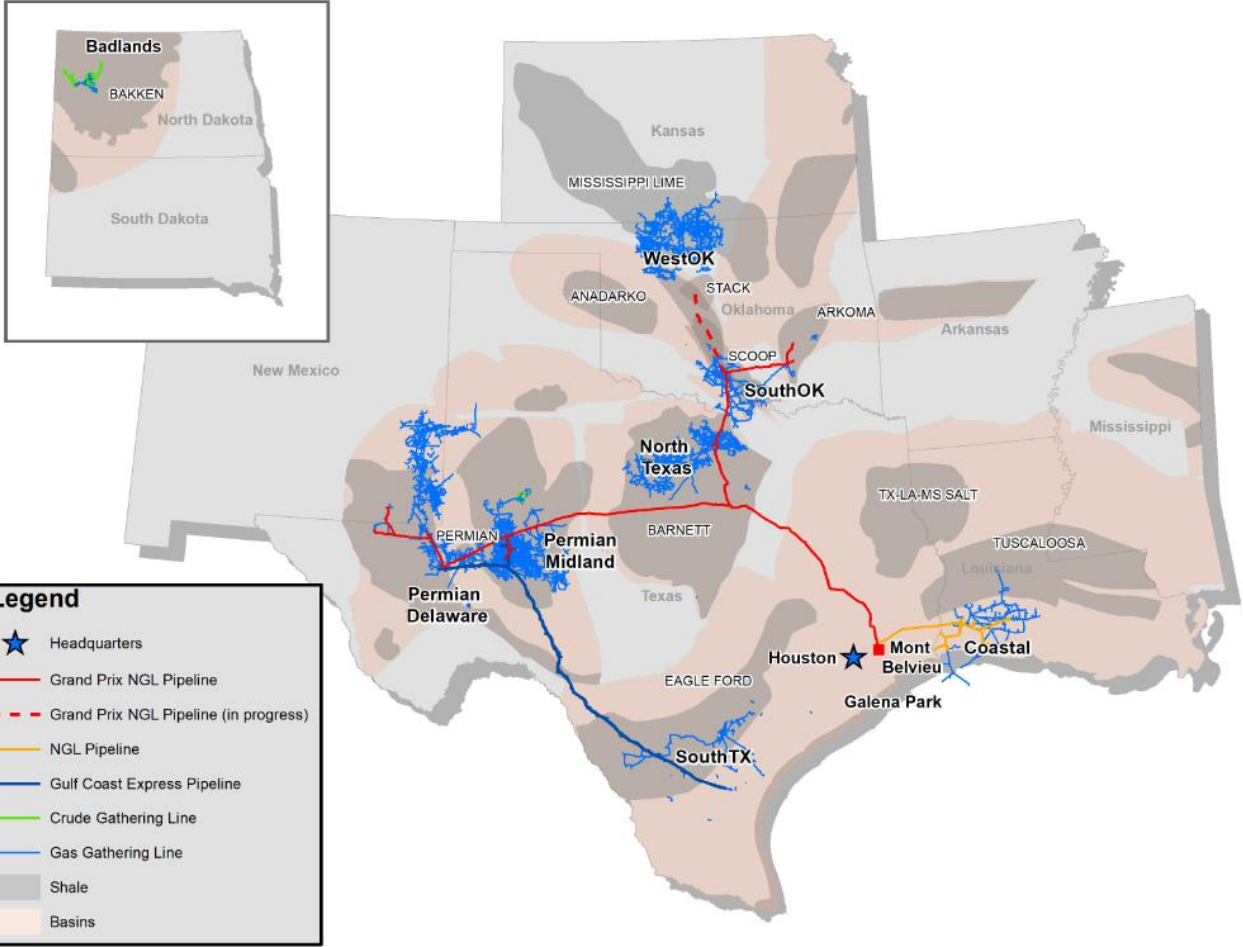 Badlands
BAKKEN
North Dakota
South Dakota
Kansas
MISSISSIPPI LIME
WestOK
STACK
ANADARKO
Oklahoma
ARKOMA
Arkansas
New Mexico
SCOOP
SouthOK
Mississippi
North
Texas
TX-LA-MS SALT
BARNETT
PERMIAN
Permian
Midland
TUSCALOOSA
Louisiana
Permian
Delaware
Texas
Houston
Mont
Belvieu
Coastal
EAGLE FORD
Galena Park
SouthTX
Legend
Headquarters
Grand Prix NGL Pipeline
Grand Prix NGL Pipeline (in progress)
NGL Pipeline
Gulf Coast Express Pipeline
Crude Gathering Line
Gas Gathering Line
Shale
Basins